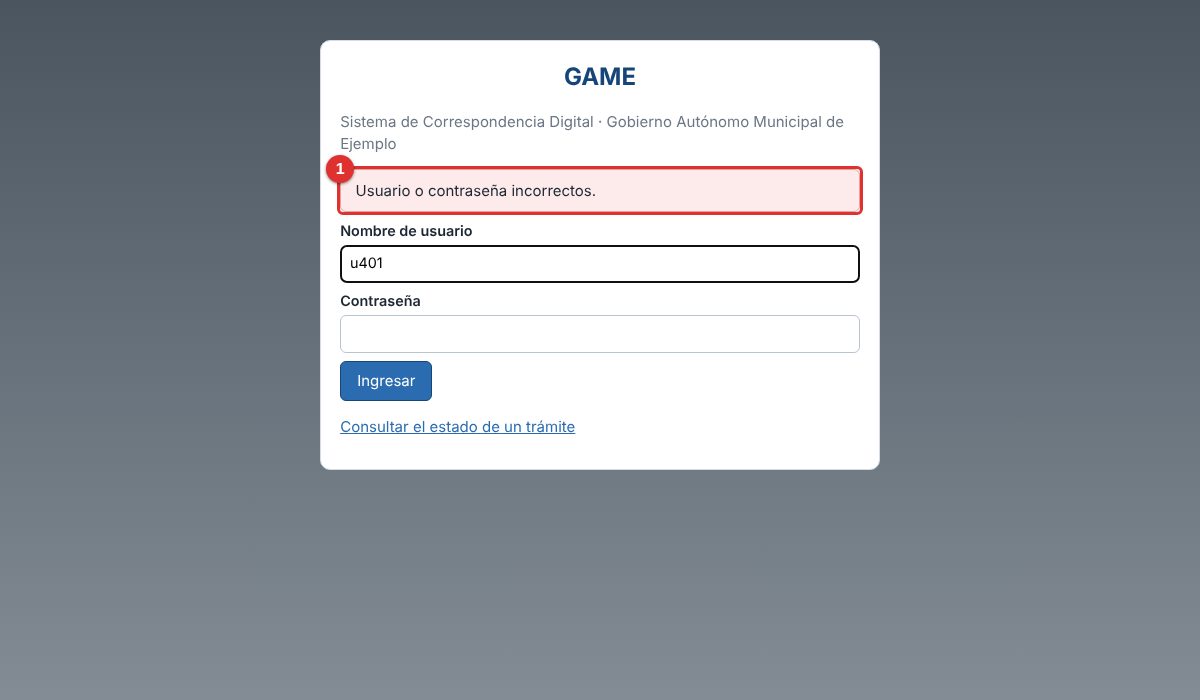 GAME
Sistema de Correspondencia Digital · Gobierno Autónomo Municipal de
Ejemplo
1
Usuario o contraseña incorrectos.
Nombre de usuario
u401
Contraseña
Ingresar
Consultar el estado de un trámite